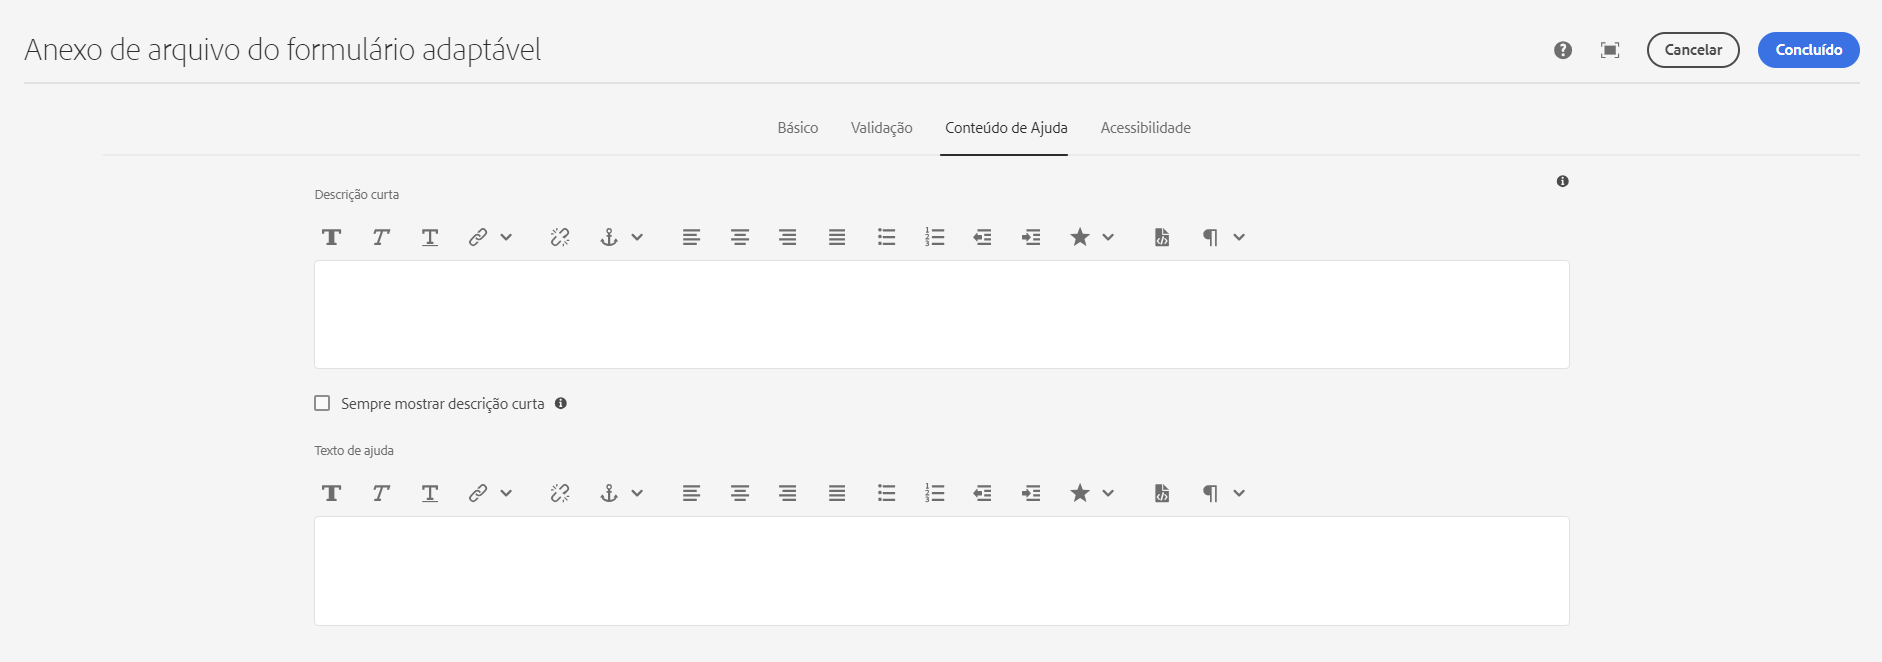 Anexo de arquivo do formulário adaptável
Cancelar
Concluído
Básico
Validação
Conteúdo de Ajuda
Acessibilidade
Descrição curta
Sempre mostrar descrição curta
Texto de ajuda